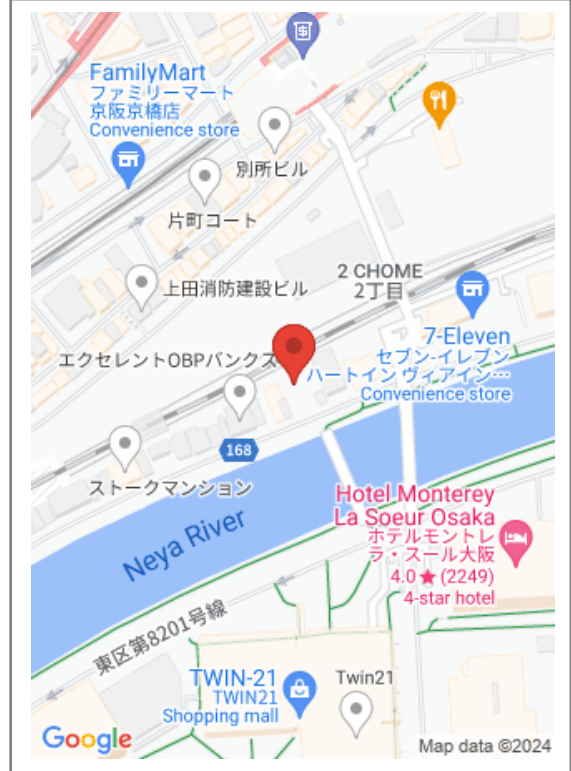 FamilyMart
ファミリーマート
京阪京橋店
Convenience store
別所ビル
片町コート
2 CHOME
2丁目
上田消防建設ビル
7-Eleven
セブン-イレブン
ハートイン ヴィアイン…
Convenience store
エクセレントOBPバンクス
168
ストークマンション
Neya River
Hotel Monterey
La Soeur Osaka
ホテルモントレ
ラ・スール大阪
4.0★(2249)
4-star hotel
東区第8201号線
TWIN-21
TWIN21
Shopping mall
Twin21
Google
Map data ©2024